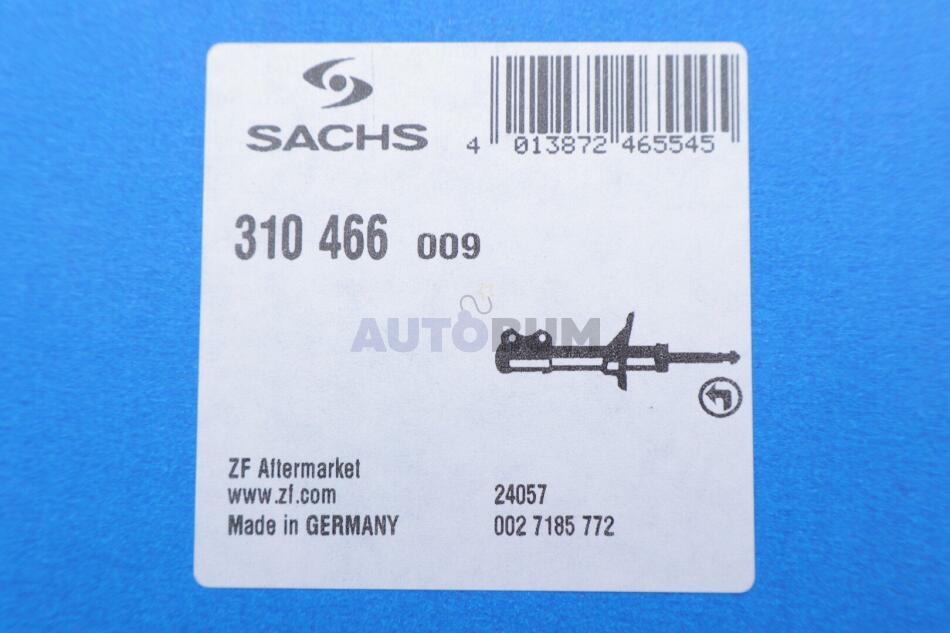 SACHS
4 013872 465545
310 466 009
AUTOBUM
ZF Aftermarket
www.zf.com
Made in GERMANY
24057
002 7185 772